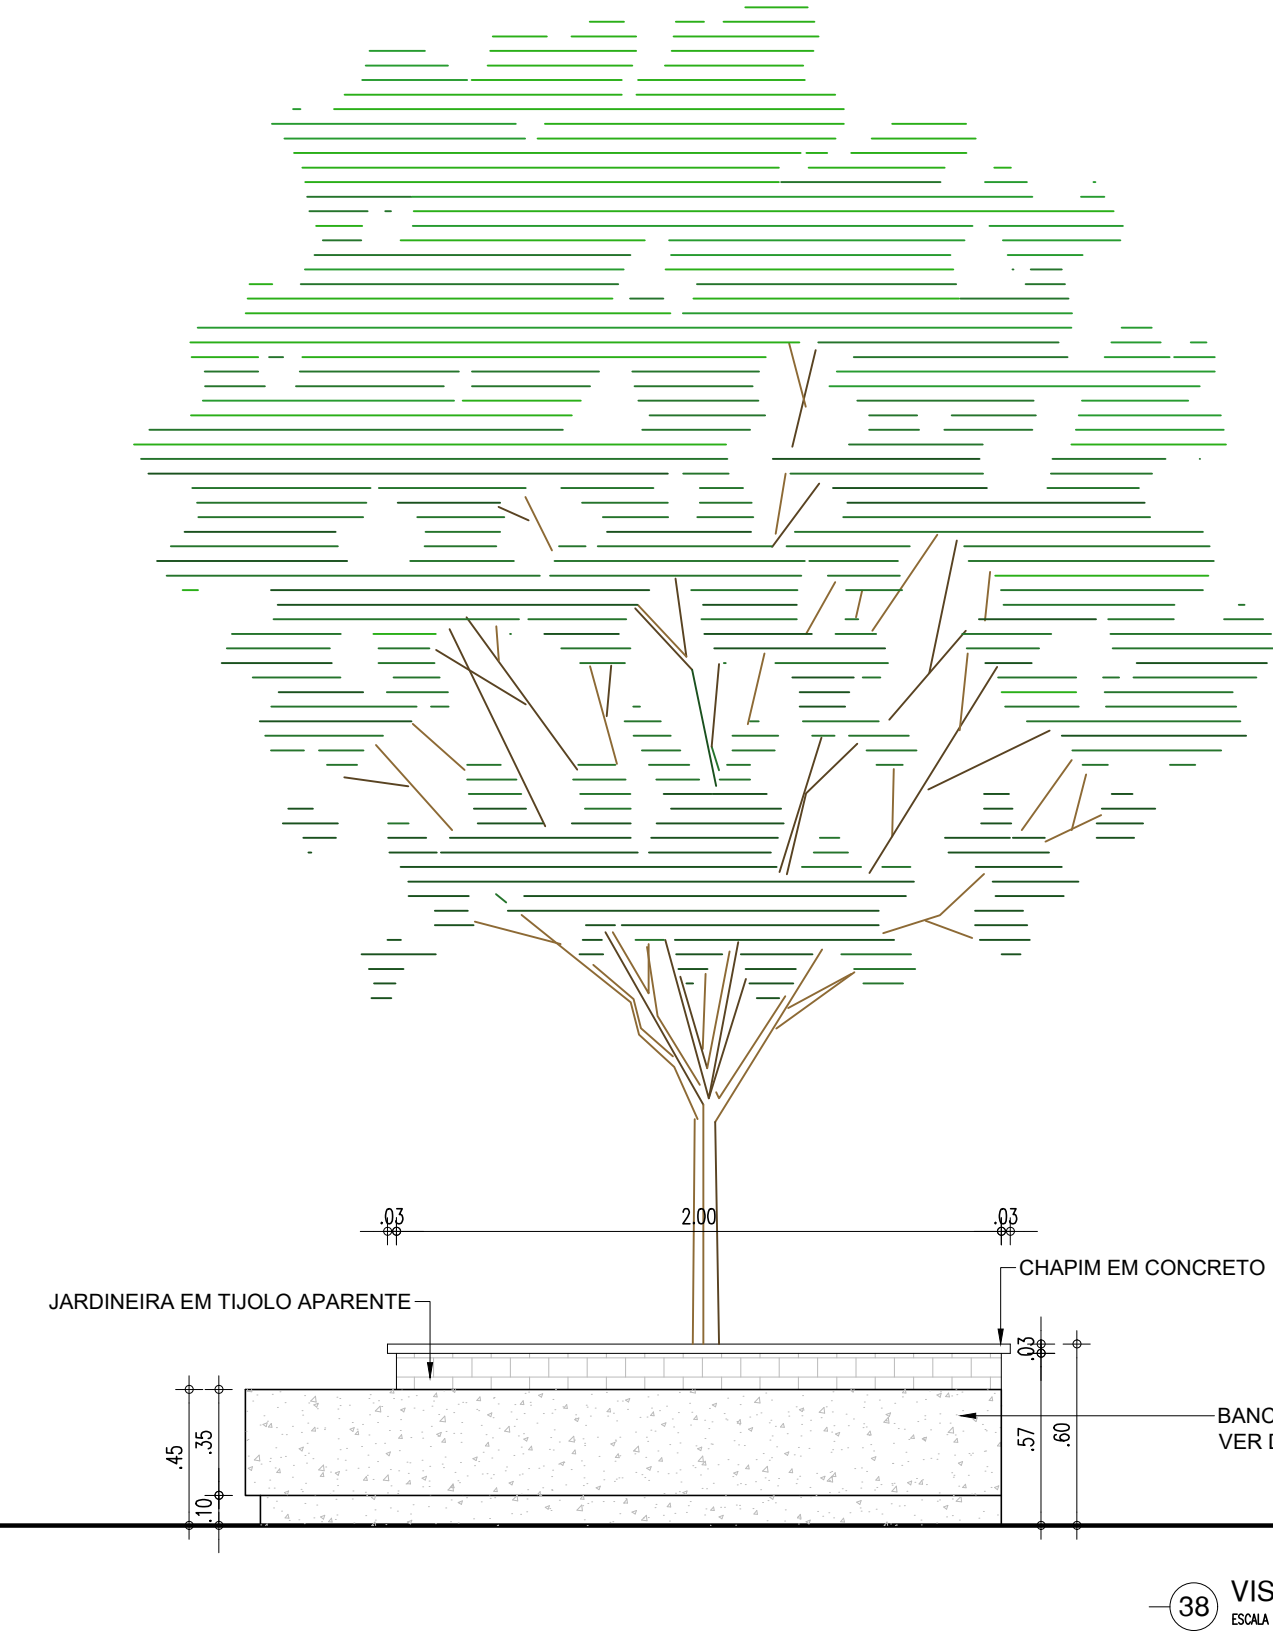 .03 2.00 .03
CHAPIM EM CONCRETO
JARDINEIRA EM TIJOLO APARENTE
.03
BANC
VER D
.45 .35 .57 .60
.10
38 VIS
ESCALA